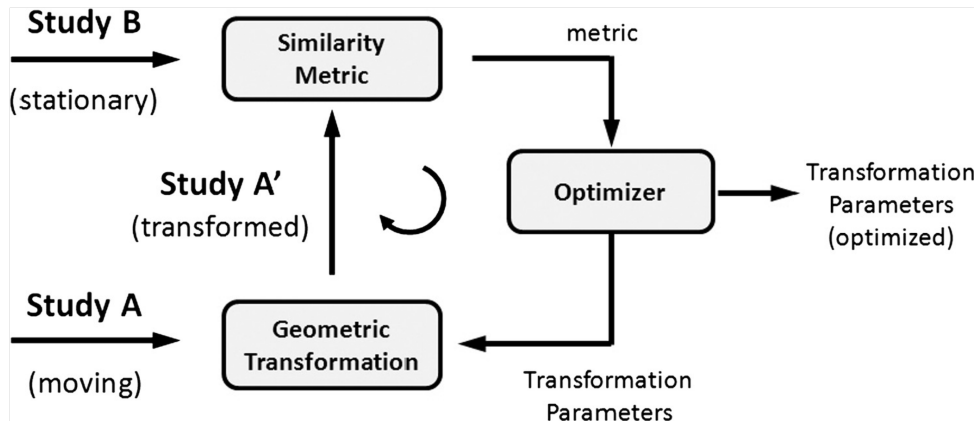 Study B
(stationary)
Similarity
Metric
metric
Study A’
(transformed)
Optimizer
Transformation
Parameters
(optimized)
Study A
(moving)
Geometric
Transformation
Transformation
Parameters